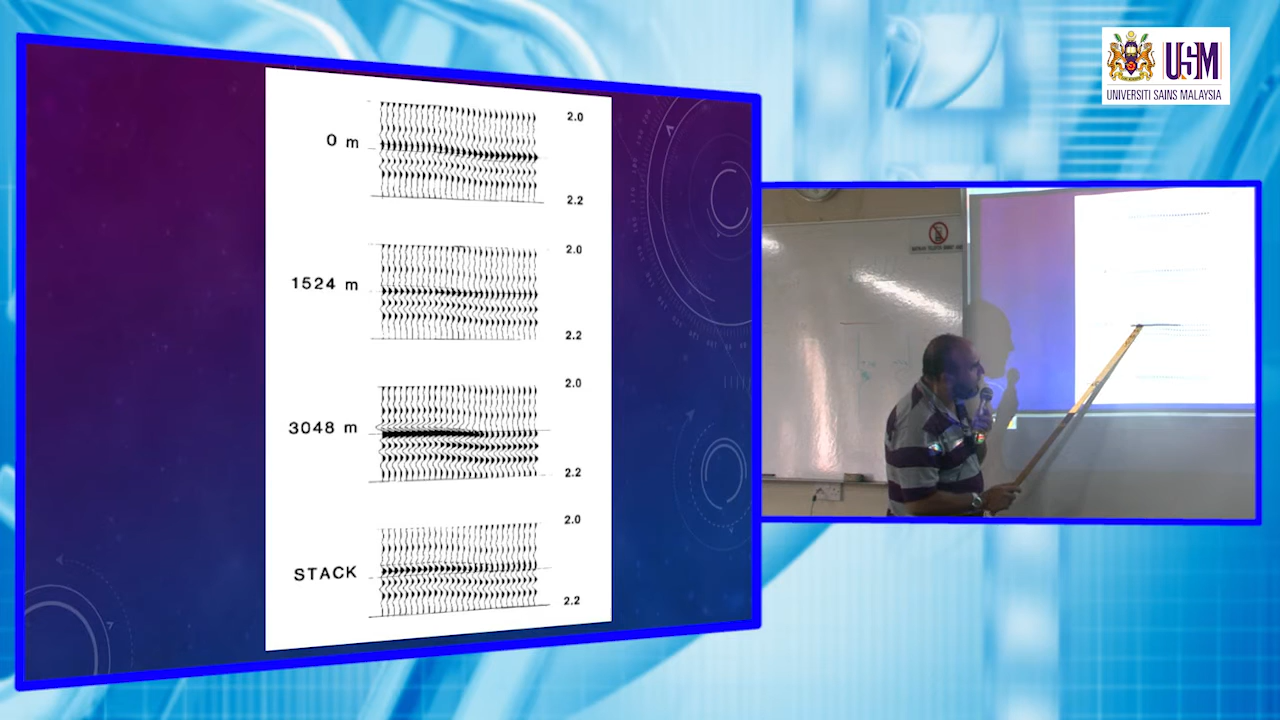 USM
UNIVERSITI SAINS MALAYSIA
0 m
2.0
2.2
1524 m
2.0
2.2
3048 m
2.0
2.2
STACK
2.0
2.2